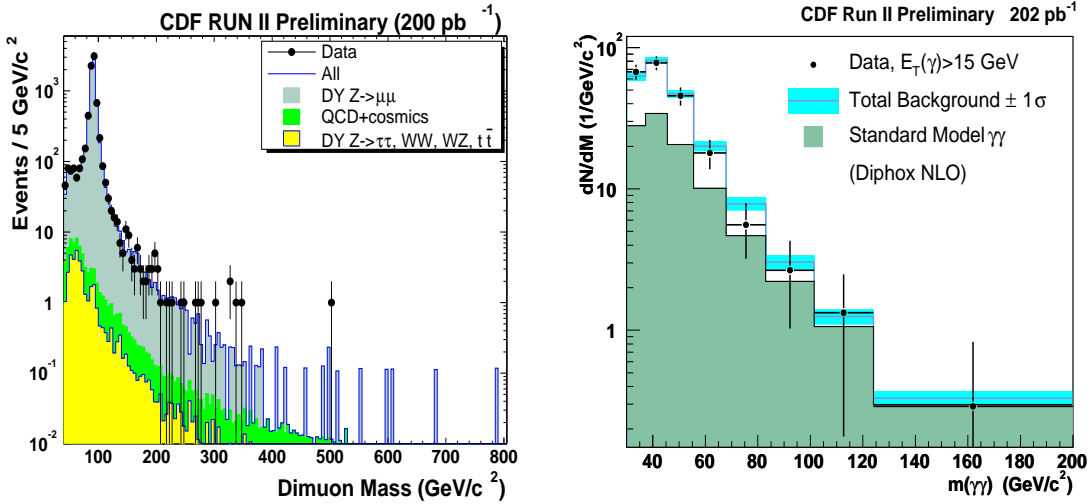 CDF RUN II Preliminary (200 pb⁻¹)
Events / 5 GeV/c²
Data
All
DY Z->μμ
QCD+cosmics
DY Z->ττ, WW, WZ, t t̄
10³
10²
10
1
10⁻¹
10⁻²
100 200 300 400 500 600 700 800
Dimuon Mass (GeV/c²)
CDF Run II Preliminary 202 pb⁻¹
dN/dM (1/GeV/c²)
Data, E_T(γ)>15 GeV
Total Background ± 1σ
Standard Model γγ
(Diphox NLO)
10²
10
1
40 60 80 100 120 140 160 180 200
m(γγ) (GeV/c²)